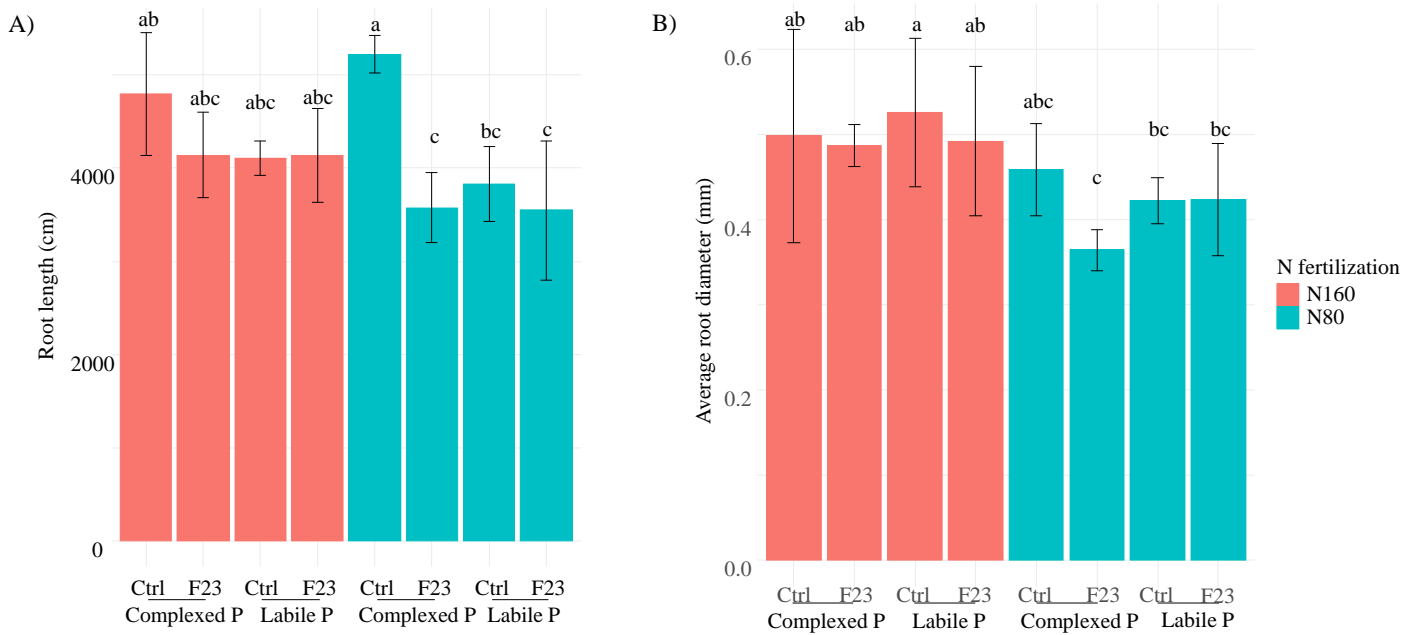 A)
ab
abc
abc
abc
a
c
bc
c
Root length (cm)
4000
2000
0
Ctrl F23 Ctrl F23 Ctrl F23 Ctrl F23
Complexed P Labile P Complexed P Labile P
B)
ab
ab
a
ab
abc
c
bc
bc
Average root diameter (mm)
0.6
0.4
0.2
0.0
Ctrl F23 Ctrl F23 Ctrl F23 Ctrl F23
Complexed P Labile P Complexed P Labile P
N fertilization
N160
N80